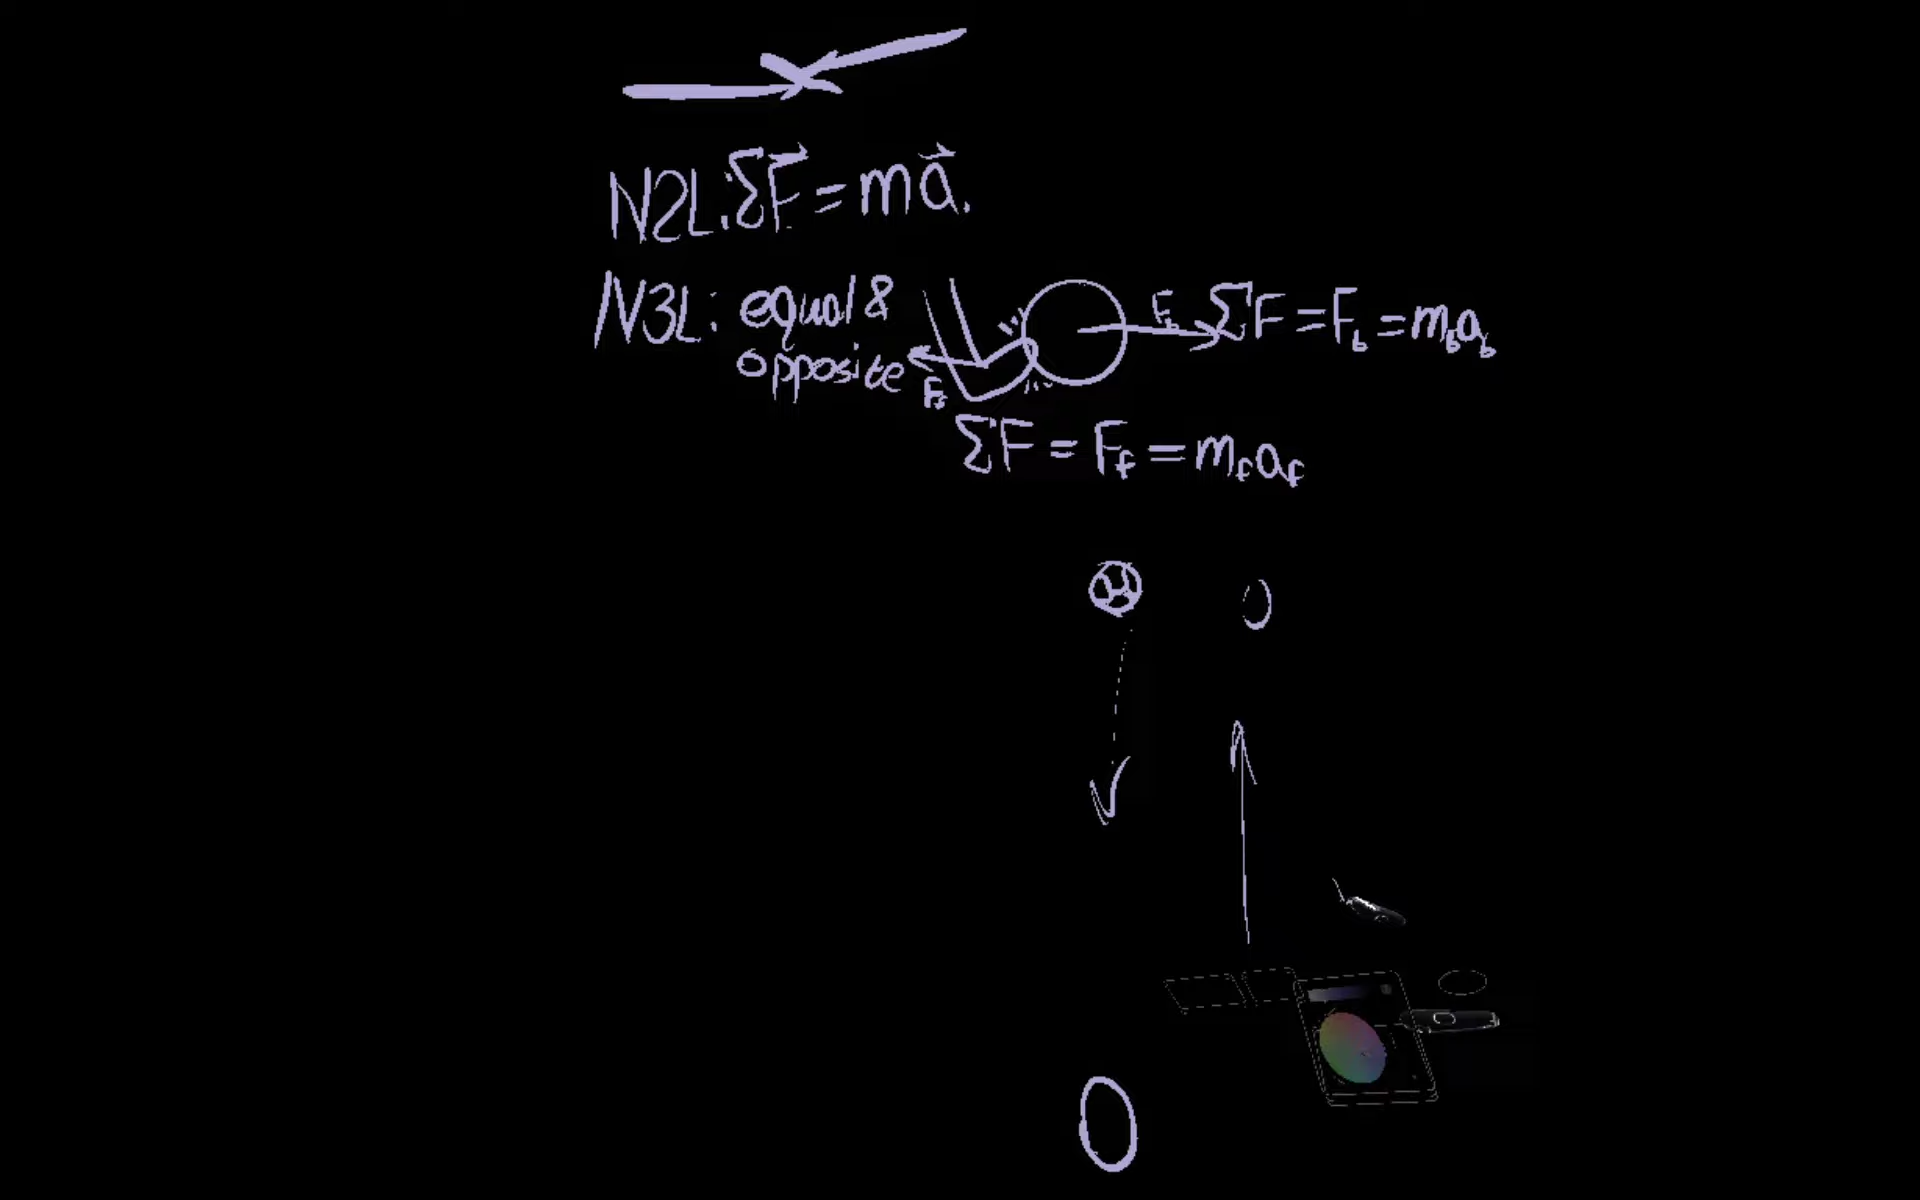 N2L: ΣF⃗ = ma⃗.
N3L: equal &
opposite
F_b ΣF = F_b = m_b a_b
F_f
ΣF = F_f = m_f a_f